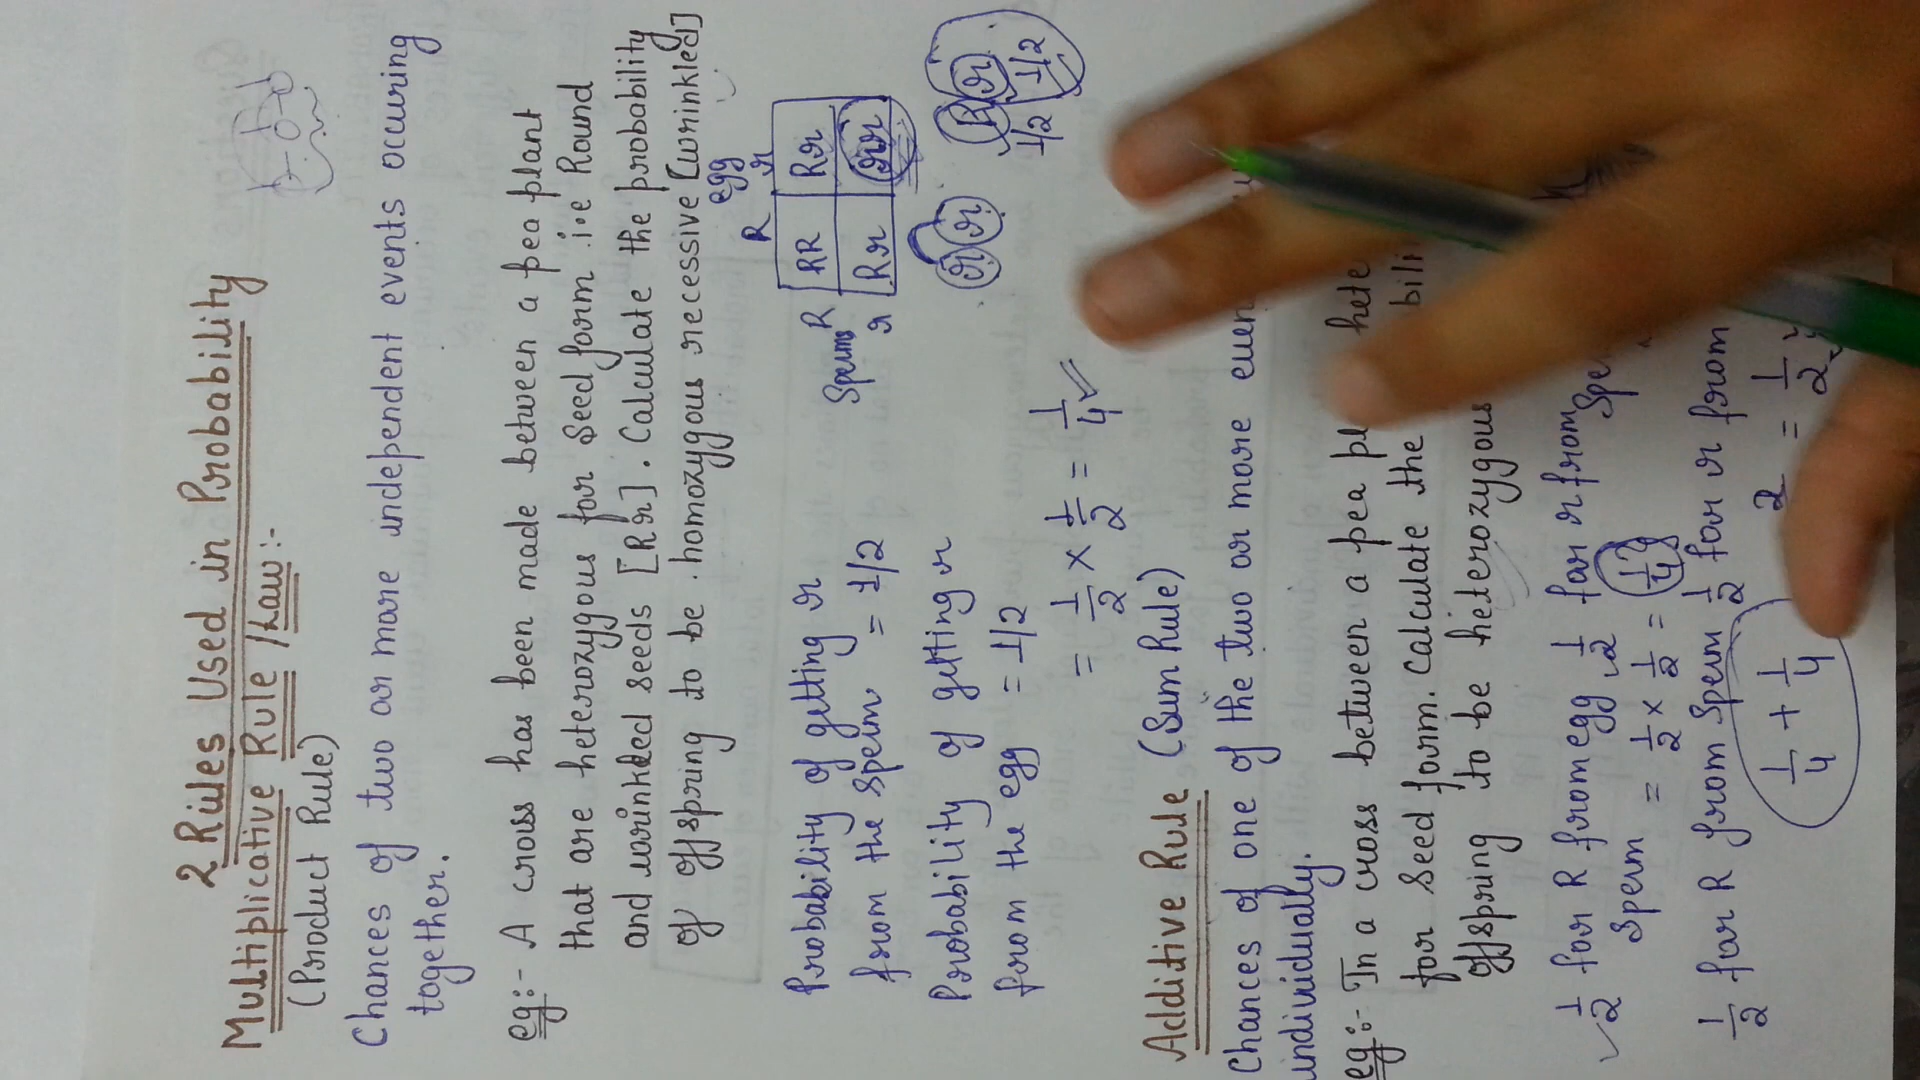 2 Rules Used in Probability
Multiplicative Rule /Law:-
(Product Rule)
Chances of two or more independent events occuring
together.
eg:- A cross has been made between a pea plant
that are heterozygous for seed form i.e Round
and wrinkled seeds [Rr]. Calculate the probability
of offspring to be homozygous recessive [wrinkled]
egg
R r
Sperms R RR Rr
r Rr rr
Probability of getting r
from the sperm = 1/2
r r R r
1/2 1/2
Probability of getting r
from the egg = 1/2
= 1/2 × 1/2 = 1/4
Additive Rule (Sum Rule)
Chances of one of the two or more
individually.
eg:- In a cross between a pea
for seed form. Calculate the
offspring to be heterozygous
1/2 for R from egg, 1/2 for r from
sperm = 1/2 × 1/2 = 1/4
1/2 for R from sperm 1/2 for r from
1/4 + 1/4
2 = 1/2